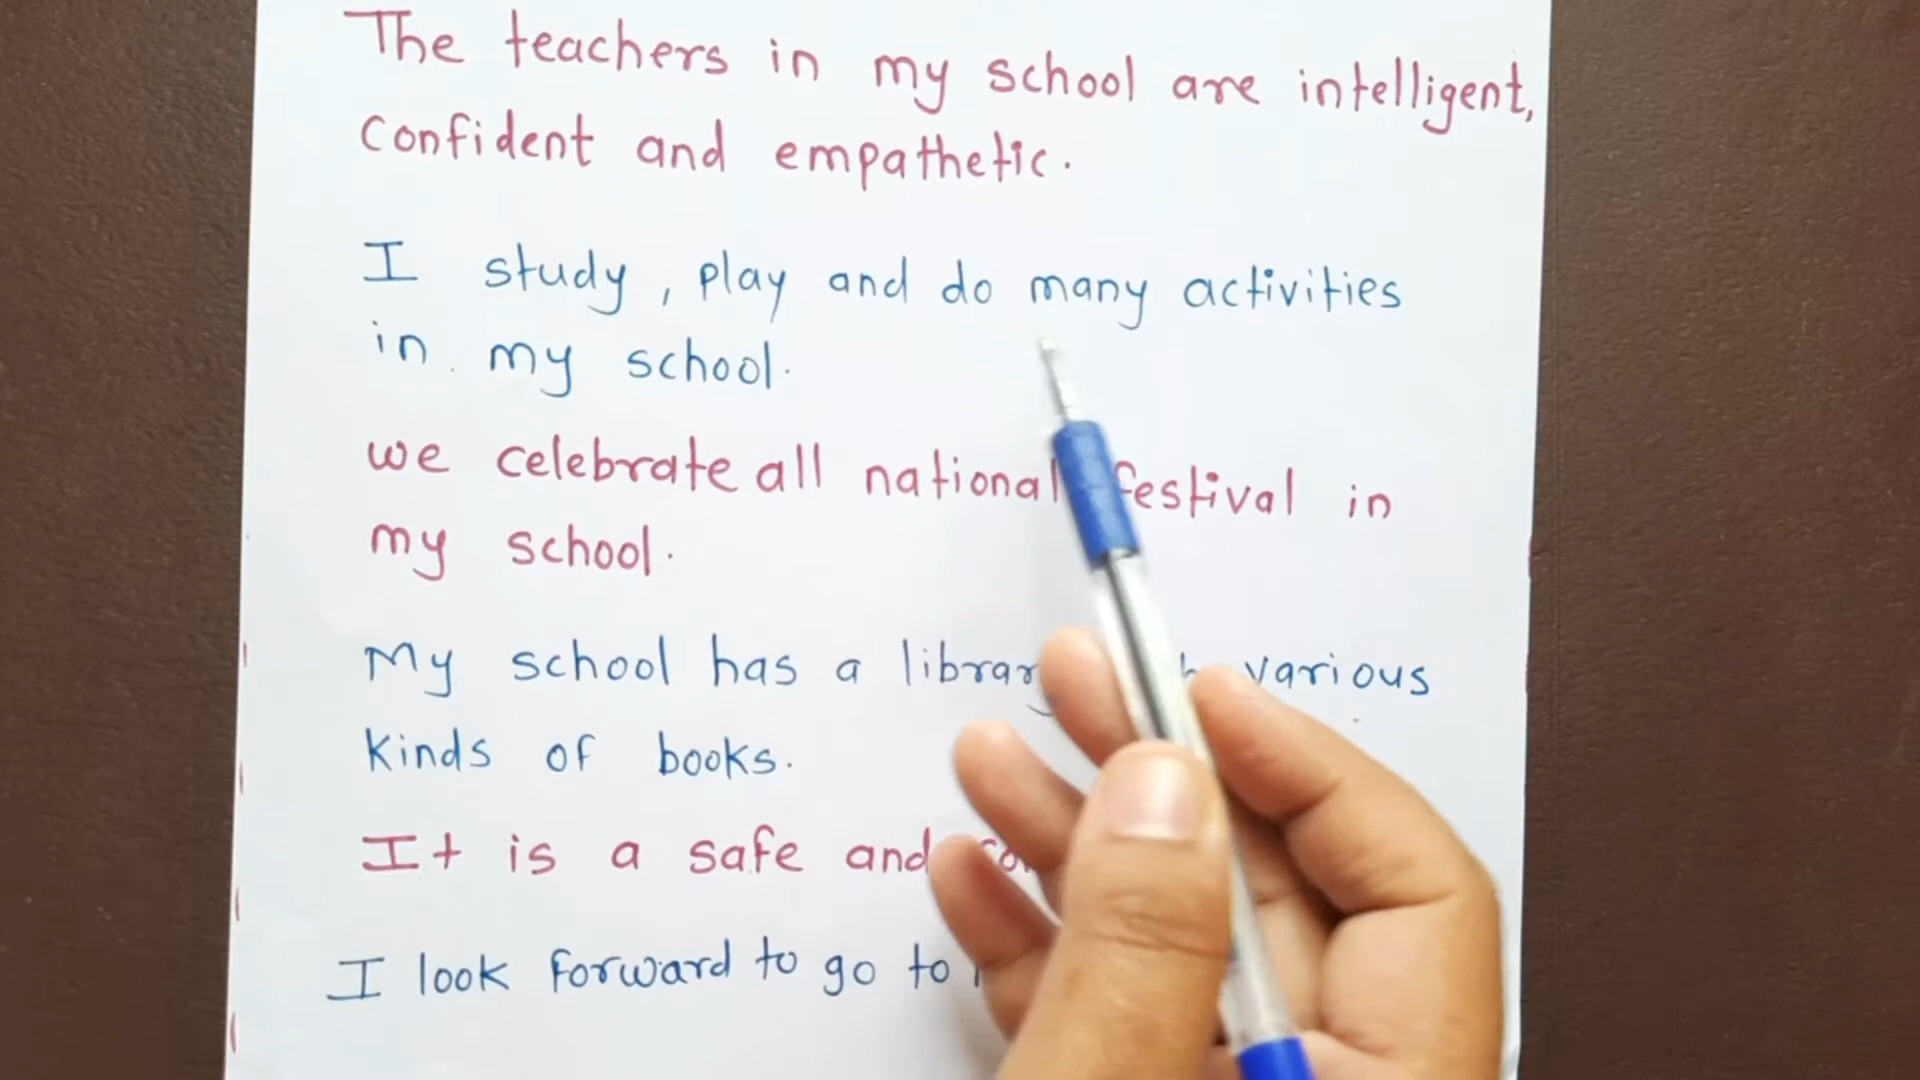 The teachers in my school are intelligent,
confident and empathetic.
I study, play and do many activities
in my school.
we celebrate all national festival in
my school.
My school has a library various
kinds of books.
It is a safe and
I look forward to go to